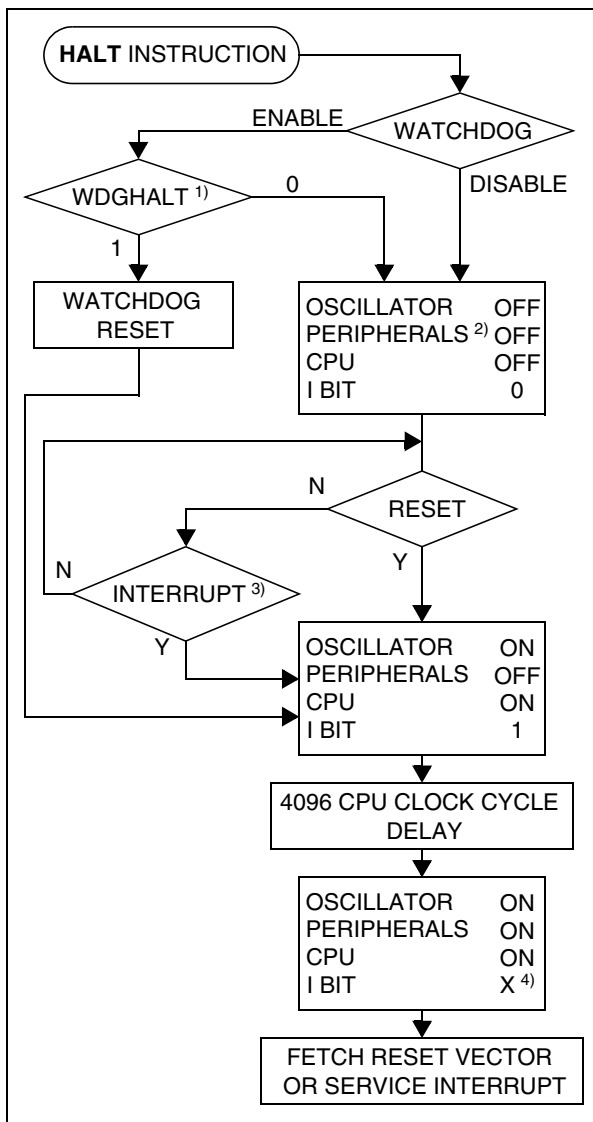 HALT INSTRUCTION
ENABLE
WATCHDOG
WDGHALT 1)
0
DISABLE
1
WATCHDOG
RESET
OSCILLATOR OFF
PERIPHERALS 2) OFF
CPU OFF
I BIT 0
N
RESET
Y
N
INTERRUPT 3)
Y
OSCILLATOR ON
PERIPHERALS OFF
CPU ON
I BIT 1
4096 CPU CLOCK CYCLE
DELAY
OSCILLATOR ON
PERIPHERALS ON
CPU ON
I BIT X 4)
FETCH RESET VECTOR
OR SERVICE INTERRUPT